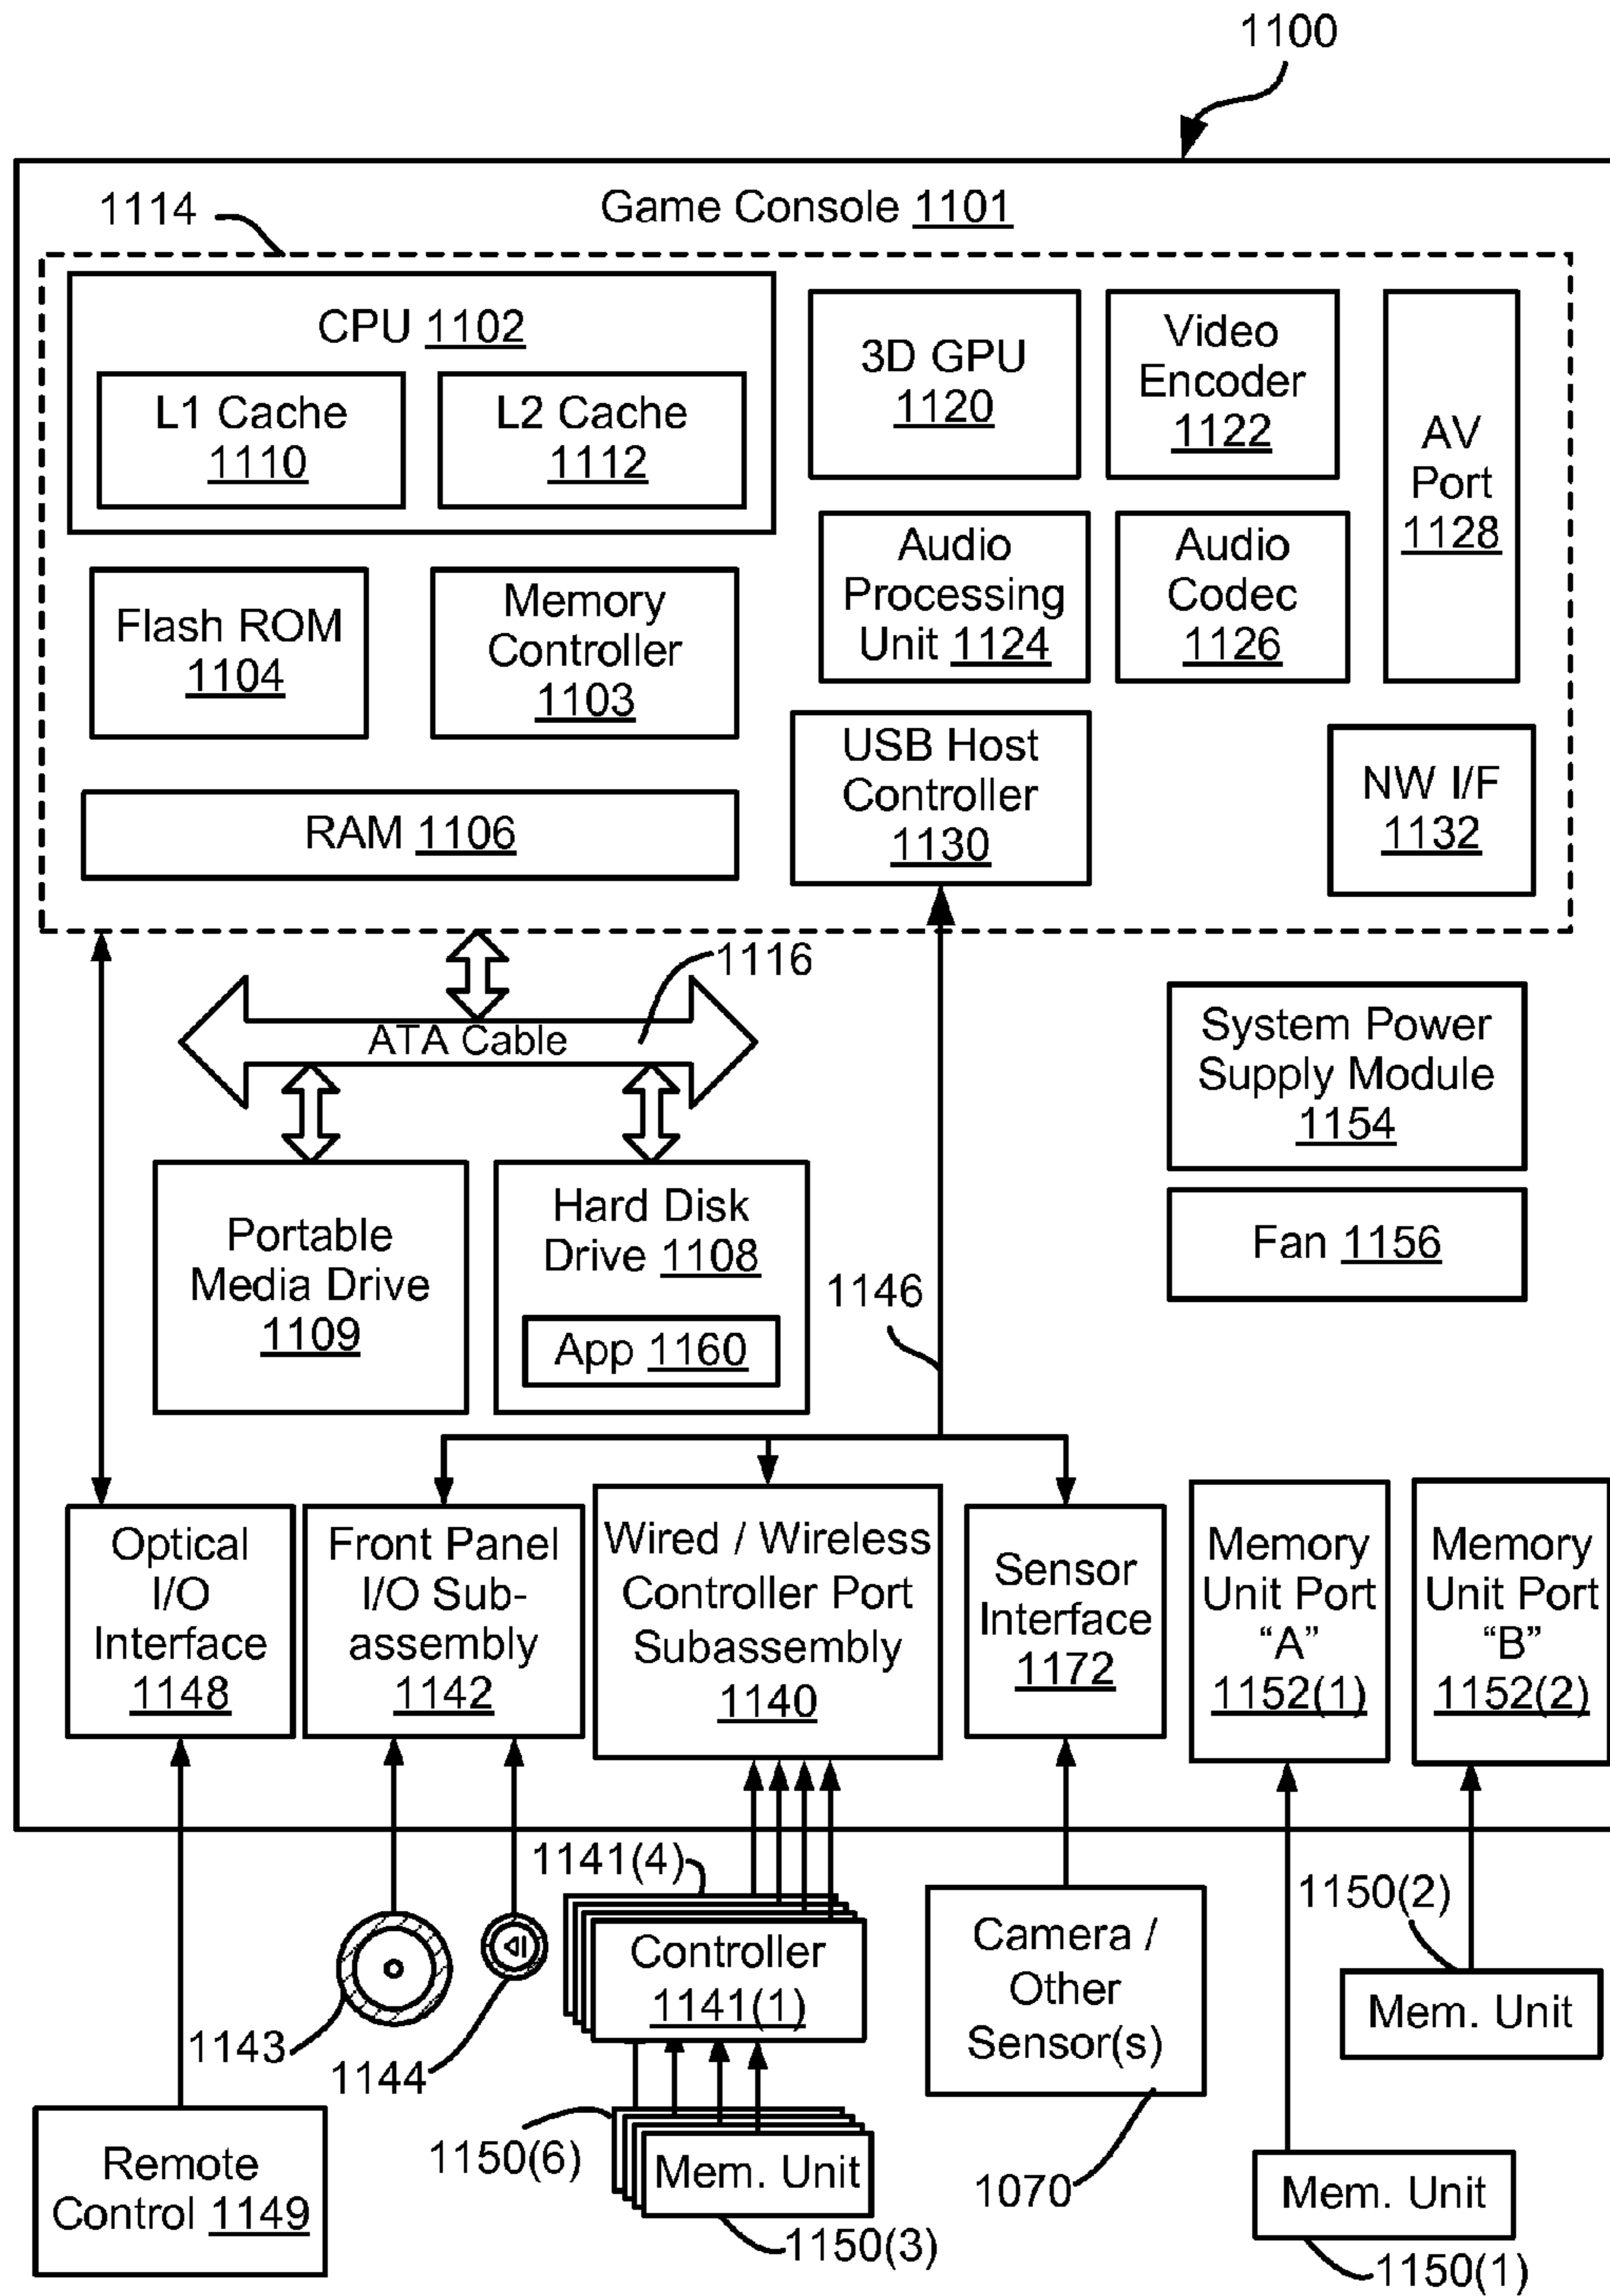 1100
Game Console 1101
1114
CPU 1102
L1 Cache
1110
L2 Cache
1112
3D GPU
1120
Video
Encoder
1122
AV
Port
1128
Flash ROM
1104
Memory
Controller
1103
Audio
Processing
Unit 1124
Audio
Codec
1126
RAM 1106
USB Host
Controller
1130
NW I/F
1132
1116
ATA Cable
System Power
Supply Module
1154
Fan 1156
Portable
Media Drive
1109
Hard Disk
Drive 1108
App 1160
1146
Optical
I/O
Interface
1148
Front Panel
I/O Sub-
assembly
1142
Wired / Wireless
Controller Port
Subassembly
1140
Sensor
Interface
1172
Memory
Unit Port
“A”
1152(1)
Memory
Unit Port
“B”
1152(2)
1141(4)
Controller
1141(1)
Camera /
Other
Sensor(s)
1070
1150(2)
Mem. Unit
1143
1144
1150(6)
Mem. Unit
1150(3)
Remote
Control 1149
Mem. Unit
1150(1)